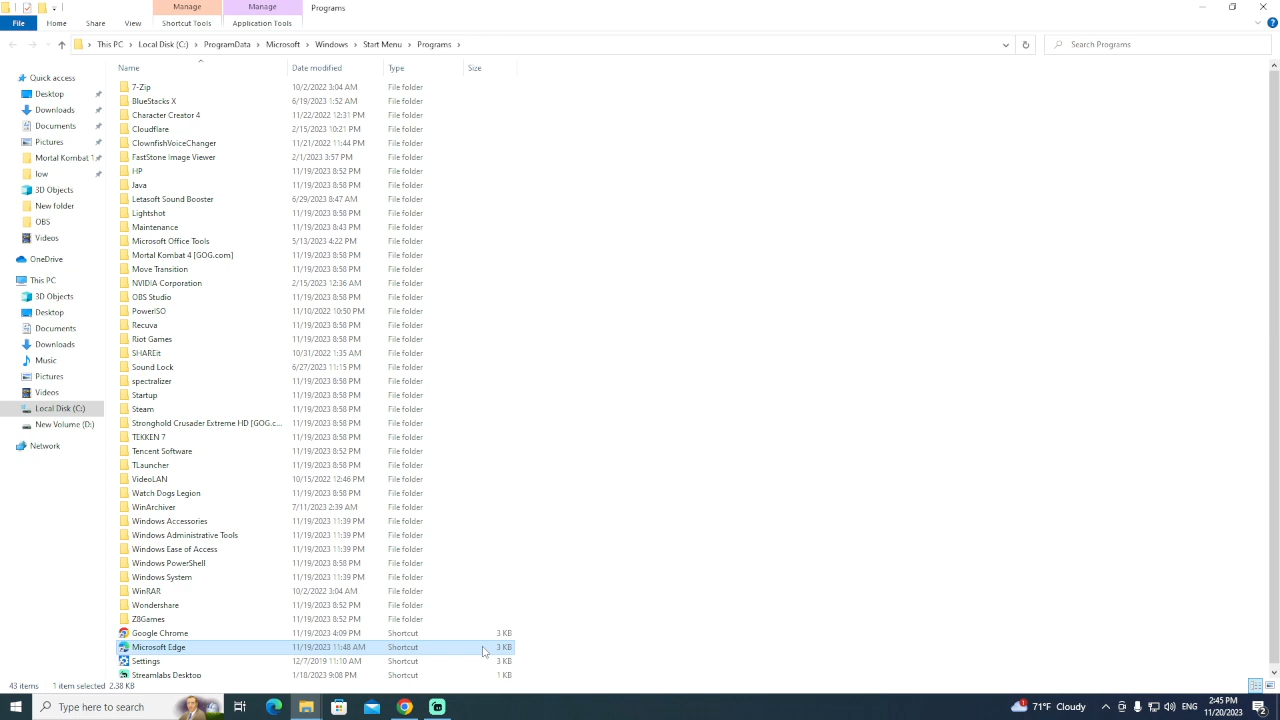 Manage Manage Programs
File Home Share View Shortcut Tools Application Tools
This PC Local Disk (C:) ProgramData Microsoft Windows Start Menu Programs Search Programs
Name Date modified Type Size
Quick access
Desktop
Downloads
Documents
Pictures
Mortal Kombat 1
low
3D Objects
New folder
OBS
Videos
OneDrive
This PC
3D Objects
Desktop
Documents
Downloads
Music
Pictures
Videos
Local Disk (C:)
New Volume (D:)
Network
7-Zip 10/2/2022 3:04 AM File folder
BlueStacks X 6/19/2023 1:52 AM File folder
Character Creator 4 11/22/2022 12:31 PM File folder
Cloudflare 2/15/2023 10:21 PM File folder
ClownfishVoiceChanger 11/21/2022 11:44 PM File folder
FastStone Image Viewer 2/1/2023 3:57 PM File folder
HP 11/19/2023 8:52 PM File folder
Java 11/19/2023 8:58 PM File folder
Letasoft Sound Booster 6/29/2023 8:47 AM File folder
Lightshot 11/19/2023 8:58 PM File folder
Maintenance 11/19/2023 8:43 PM File folder
Microsoft Office Tools 5/13/2023 4:22 PM File folder
Mortal Kombat 4 [GOG.com] 11/19/2023 8:58 PM File folder
Move Transition 11/19/2023 8:58 PM File folder
NVIDIA Corporation 2/15/2023 12:36 AM File folder
OBS Studio 11/19/2023 8:58 PM File folder
PowerISO 11/10/2022 10:50 PM File folder
Recuva 11/19/2023 8:58 PM File folder
Riot Games 11/19/2023 8:58 PM File folder
SHAREit 10/31/2022 1:35 AM File folder
Sound Lock 6/27/2023 11:15 PM File folder
spectralizer 11/19/2023 8:58 PM File folder
Startup 11/19/2023 8:58 PM File folder
Steam 11/19/2023 8:58 PM File folder
Stronghold Crusader Extreme HD [GOG.c... 11/19/2023 8:58 PM File folder
TEKKEN 7 11/19/2023 8:58 PM File folder
Tencent Software 11/19/2023 8:52 PM File folder
TLauncher 11/19/2023 8:58 PM File folder
VideoLAN 10/15/2022 12:46 PM File folder
Watch Dogs Legion 11/19/2023 8:58 PM File folder
WinArchiver 7/11/2023 2:39 AM File folder
Windows Accessories 11/19/2023 11:39 PM File folder
Windows Administrative Tools 11/19/2023 11:39 PM File folder
Windows Ease of Access 11/19/2023 11:39 PM File folder
Windows PowerShell 11/19/2023 8:58 PM File folder
Windows System 11/19/2023 11:39 PM File folder
WinRAR 10/2/2022 3:04 AM File folder
Wondershare 11/19/2023 8:52 PM File folder
Z8Games 11/19/2023 8:52 PM File folder
Google Chrome 11/19/2023 4:09 PM Shortcut 3 KB
Microsoft Edge 11/19/2023 11:48 AM Shortcut 3 KB
Settings 12/7/2019 11:10 AM Shortcut 3 KB
Streamlabs Desktop 1/18/2023 9:08 PM Shortcut 1 KB
43 items 1 item selected 2.38 KB
Type here to search 71°F Cloudy ENG 2:45 PM
11/20/2023